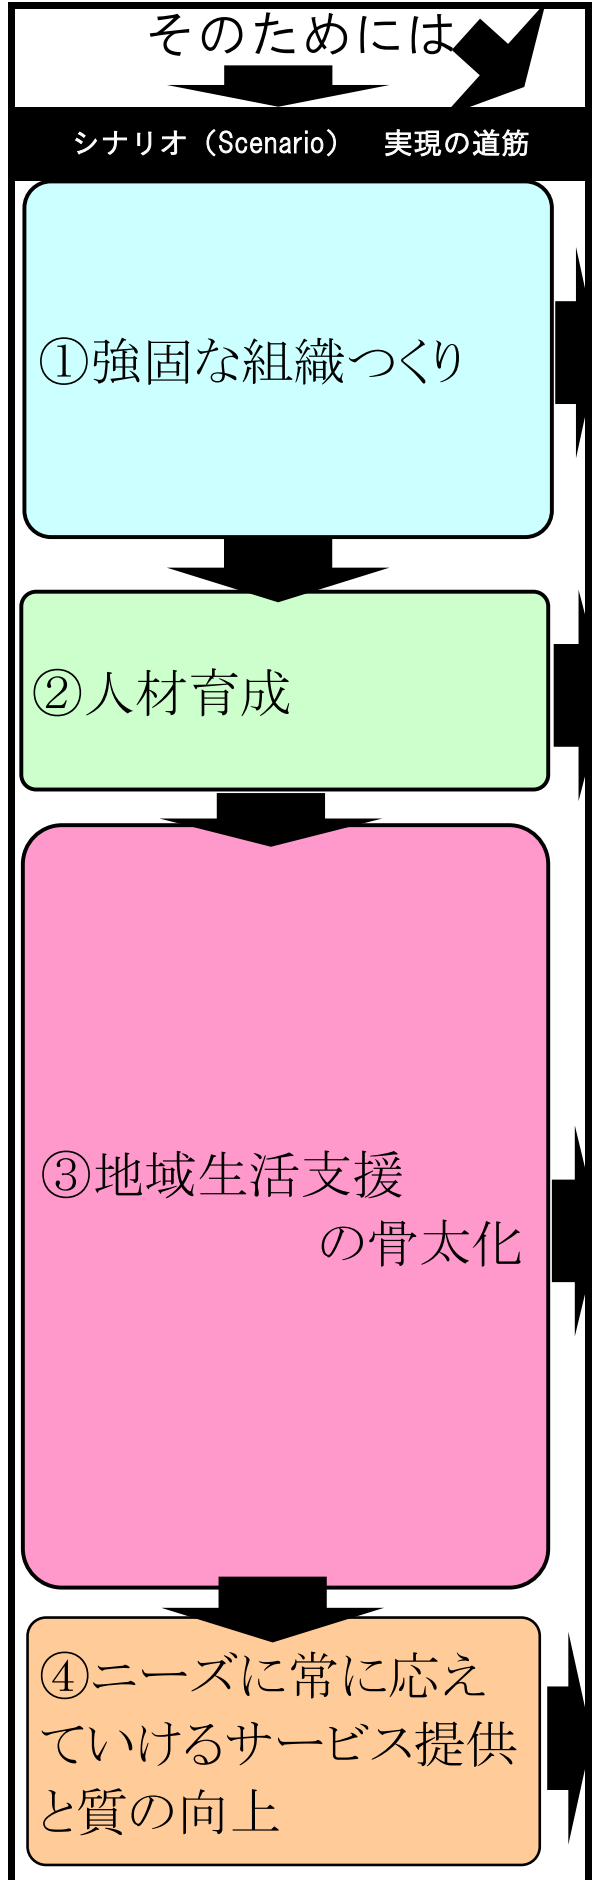 そのためには
シナリオ（Scenario）　実現の道筋
①強固な組織つくり
②人材育成
③地域生活支援
の骨太化
④ニーズに常に応え
ていけるサービス提供
と質の向上